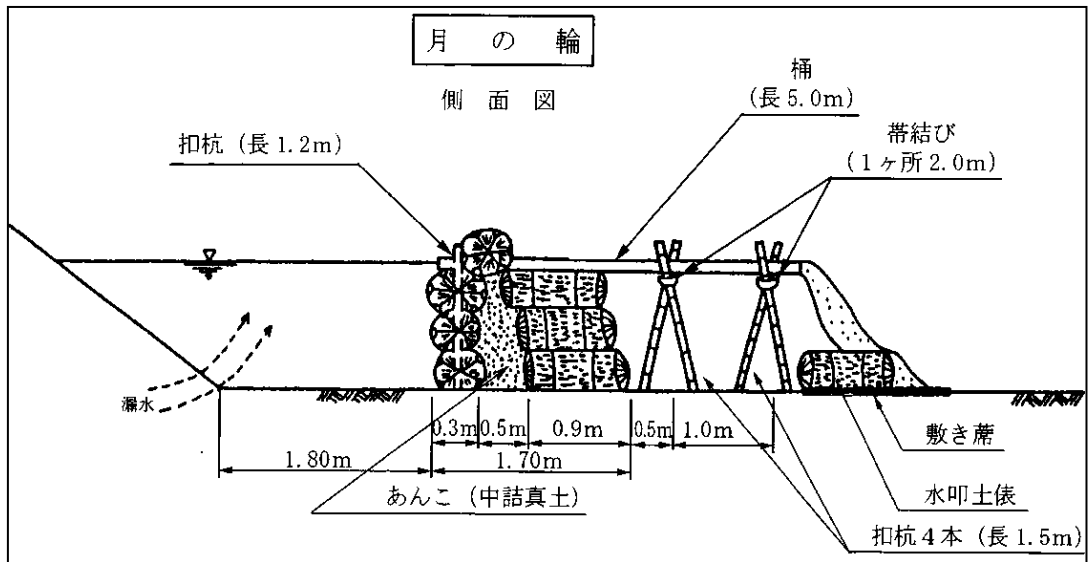 月の輪
側面図
桶
(長5.0m)
帯結び
(1ヶ所2.0m)
扣杭(長1.2m)
漏水
0.3m
0.5m
0.9m
0.5m
1.0m
1.80m
1.70m
あんこ(中詰真土)
敷き蓆
水叩土俵
扣杭4本(長1.5m)